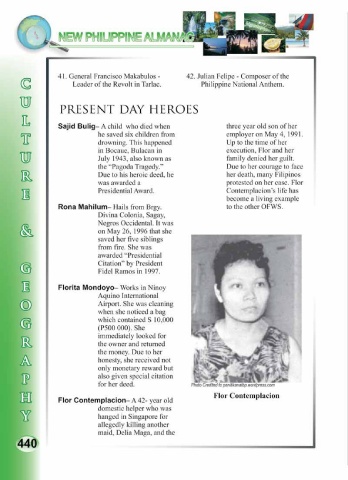 NEW PHILIPPINE ALMANAC
CULTURE & GEOGRAPHY
41. General Francisco Makabulos -
Leader of the Revolt in Tarlac.
42. Julian Felipe - Composer of the
Philippine National Anthem.
PRESENT DAY HEROES
Sajid Bulig– A child who died when
he saved six children from
drowning. This happened
in Bocaue, Bulacan in
July 1943, also known as
the "Pagoda Tragedy."
Due to his heroic deed, he
was awarded a
Presidential Award.
Rona Mahilum– Hails from Brgy.
Divina Colonia, Sagay,
Negros Occidental. It was
on May 26, 1996 that she
saved her five siblings
from fire. She was
awarded "Presidential
Citation" by President
Fidel Ramos in 1997.
Florita Mondoyo– Works in Ninoy
Aquino International
Airport. She was cleaning
when she noticed a bag
which contained $ 10,000
(P500 000). She
immediately looked for
the owner and returned
the money. Due to her
honesty, she received not
only monetary reward but
also given special citation
for her deed.
Flor Contemplacion– A 42- year old
domestic helper who was
hanged in Singapore for
allegedly killing another
maid, Delia Maga, and the
three year old son of her
employer on May 4, 1991.
Up to the time of her
execution, Flor and her
family denied her guilt.
Due to her courage to face
her death, many Filipinos
protested on her case. Flor
Contemplacion's life has
become a living example
to the other OFWS.
Photo Credited to
Flor Contemplacion
440